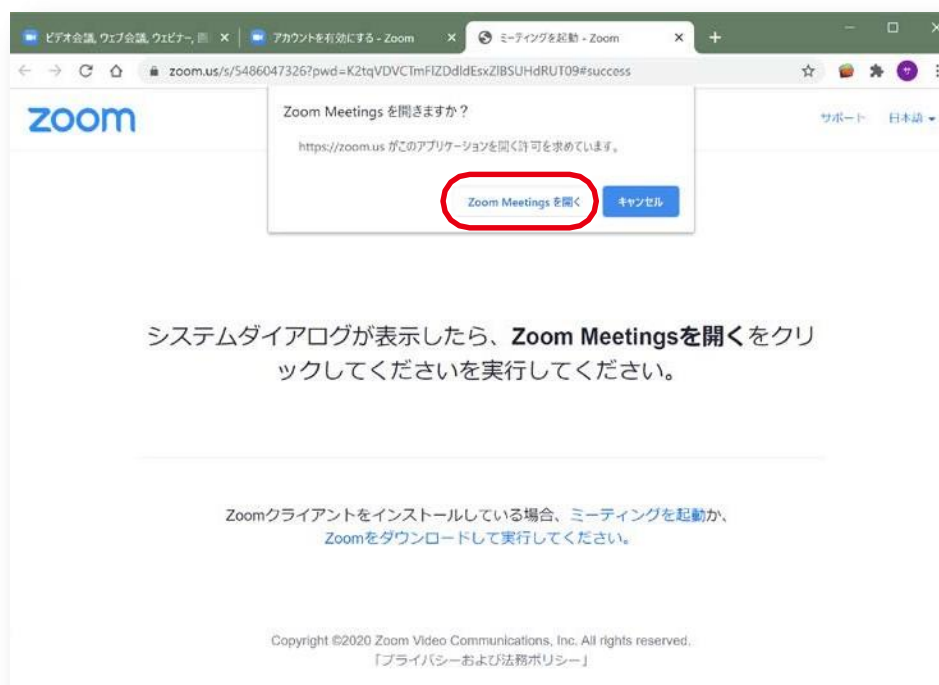 ビデオ会議, ウェブ会議, ウェビナー,
アカウントを有効にする - Zoom
ミーティングを起動 - Zoom
zoom.us/s/5486047326?pwd=K2tqVDVCTmFlZDdldEsxZlBSUHdRUT09#success
サ
zoom
サポート
日本語
Zoom Meetings を開きますか？
https://zoom.us がこのアプリケーションを開く許可を求めています。
Zoom Meetings を開く
キャンセル
システムダイアログが表示したら、Zoom Meetingsを開くをクリ
ックしてくださいを実行してください。
Zoomクライアントをインストールしている場合、ミーティングを起動か、
Zoomをダウンロードして実行してください。
Copyright ©2020 Zoom Video Communications, Inc. All rights reserved.
「プライバシーおよび法務ポリシー」